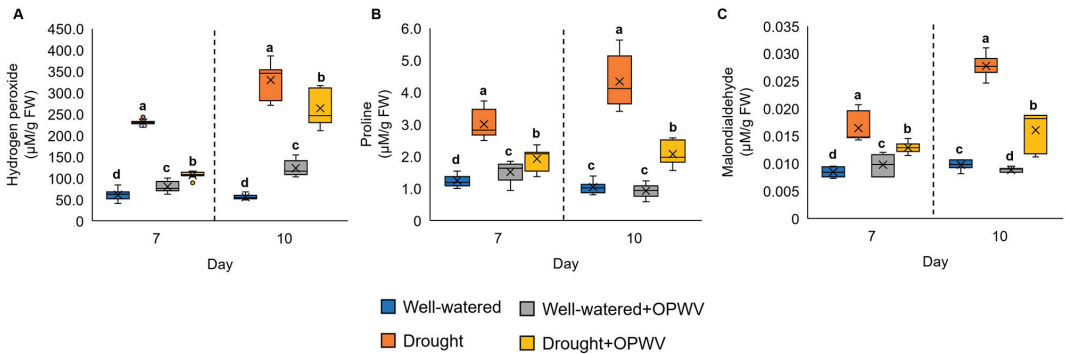 A
Hydrogen peroxide
(μM/g FW)
450.0
400.0
350.0
300.0
250.0
200.0
150.0
100.0
50.0
0
d
a
c
b
d
a
c
b
7
10
Day
B
Proline
(μM/g FW)
6.0
5.0
4.0
3.0
2.0
1.0
0
d
a
c
b
c
a
c
b
7
10
Day
C
Malondialdehyde
(μM/g FW)
0.035
0.030
0.025
0.020
0.015
0.010
0.005
0
d
a
c
b
c
a
d
b
7
10
Day
Well-watered
Well-watered+OPWV
Drought
Drought+OPWV